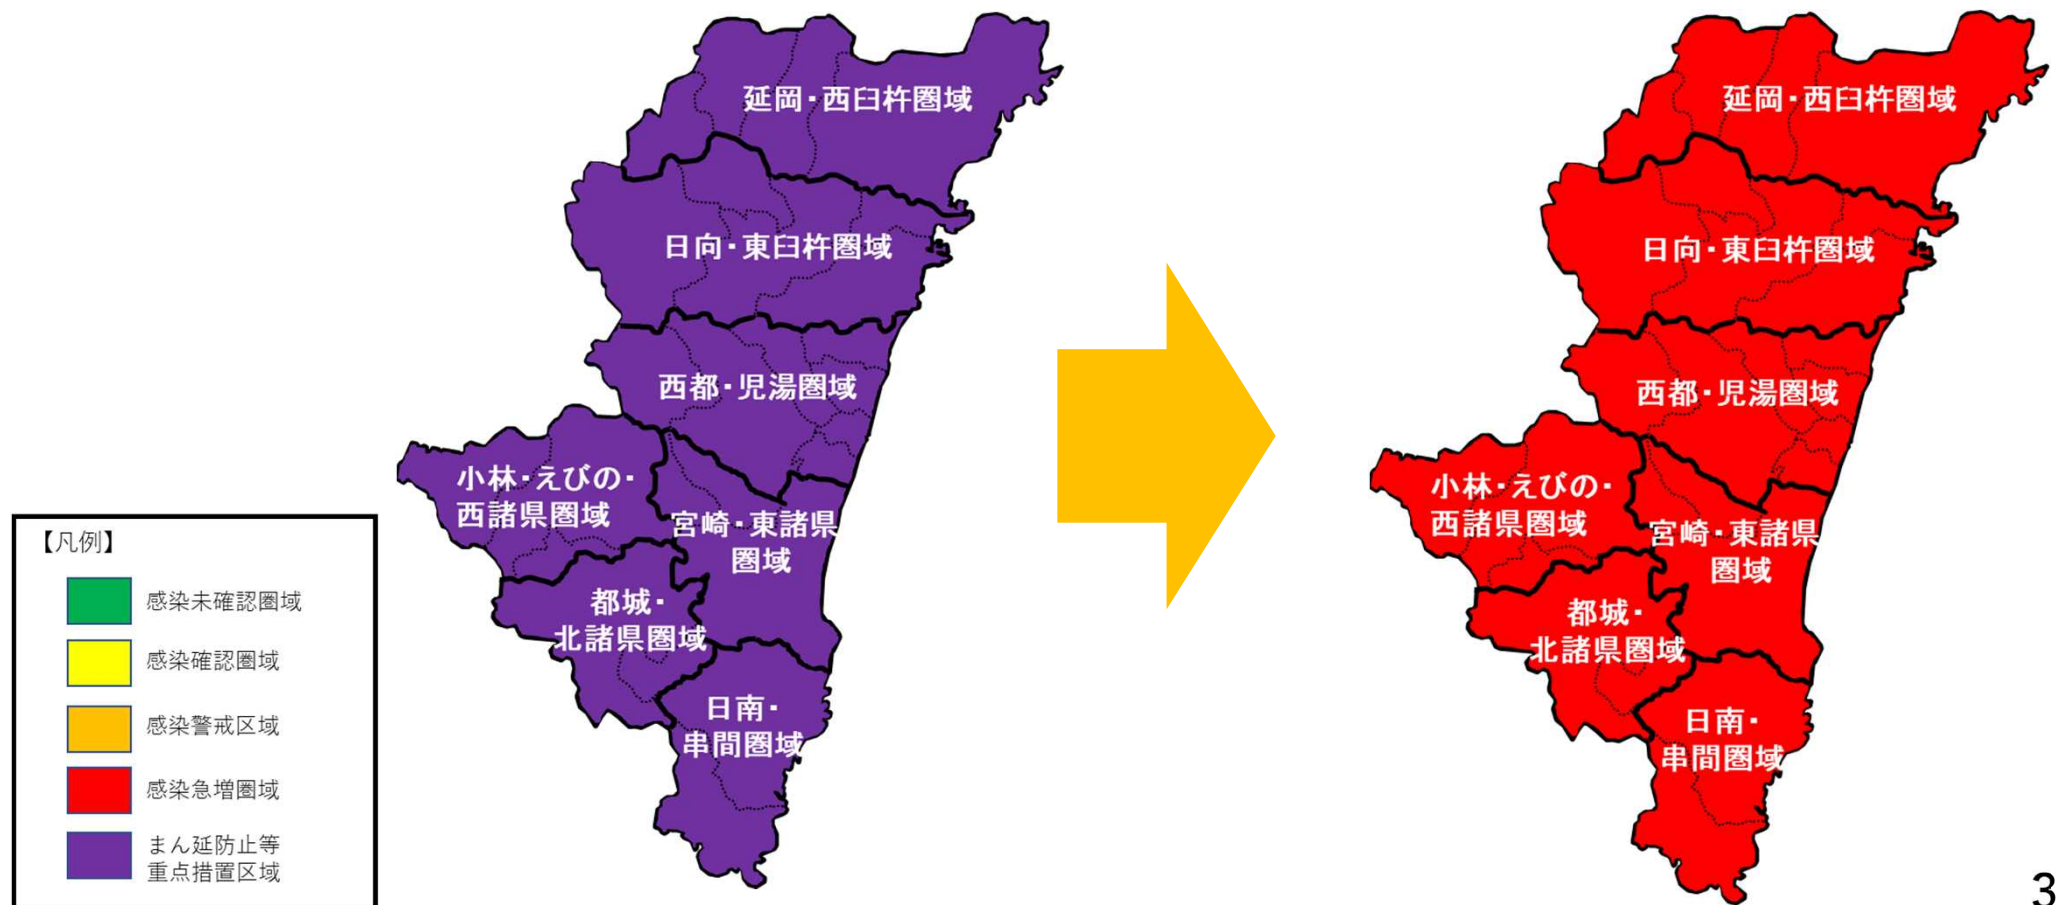 延岡・西臼杵圏域
日向・東臼杵圏域
西都・児湯圏域
小林・えびの・
西諸県圏域
宮崎・東諸県
圏域
都城・
北諸県圏域
日南・
串間圏域
延岡・西臼杵圏域
日向・東臼杵圏域
西都・児湯圏域
小林・えびの・
西諸県圏域
宮崎・東諸県
圏域
都城・
北諸県圏域
日南・
串間圏域
【凡例】
感染未確認圏域
感染確認圏域
感染警戒区域
感染急増圏域
まん延防止等
重点措置区域
3